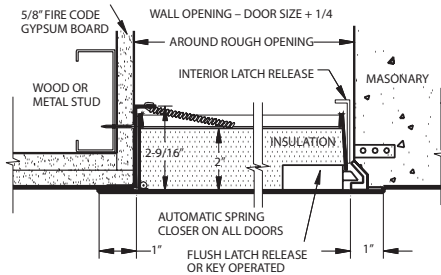 5/8" FIRE CODE
GYPSUM BOARD
WALL OPENING – DOOR SIZE + 1/4
AROUND ROUGH OPENING
INTERIOR LATCH RELEASE
MASONARY
WOOD OR
METAL STUD
2-9/16"
2"
INSULATION
AUTOMATIC SPRING
CLOSER ON ALL DOORS
1"
1"
FLUSH LATCH RELEASE
OR KEY OPERATED